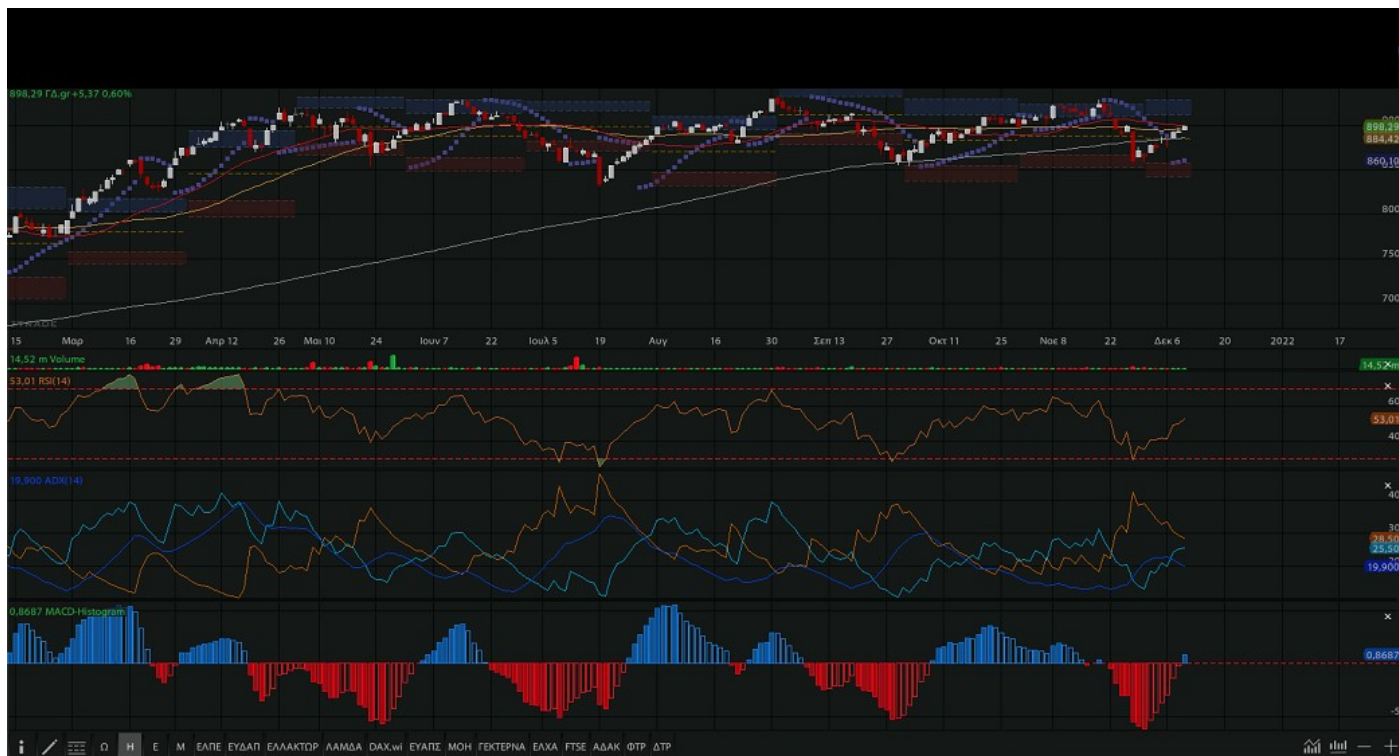 898,29 ΓΔ.gr +5,37 0,60%
898,29
884,42
860,10
800
750
700
15 Μαρ 16 29 Απρ 12 26 Μαι 10 24 Ιουν 7 22 Ιουλ 5 19 Αυγ 16 30 Σεπ 13 27 Οκτ 11 25 Νοε 8 22 Δεκ 6 20 2022 17
14,52 m Volume
14,52 m
53,01 RSI(14)
60
53,01
40
19,900 ADX(14)
40
30
28,50
25,50
19,900
0,8687 MACD-Histogram
0,8687
-5
Ω Η Ε Μ ΕΛΠΕ ΕΥΔΑΠ ΕΛΛΑΚΤΩΡ ΛΑΜΔΑ DAX,wi ΕΥΑΠΣ ΜΟΗ ΓΕΚΤΕΡΝΑ ΕΛΧΑ FTSE ΑΔΑΚ ΦΤΡ ΔΤΡ